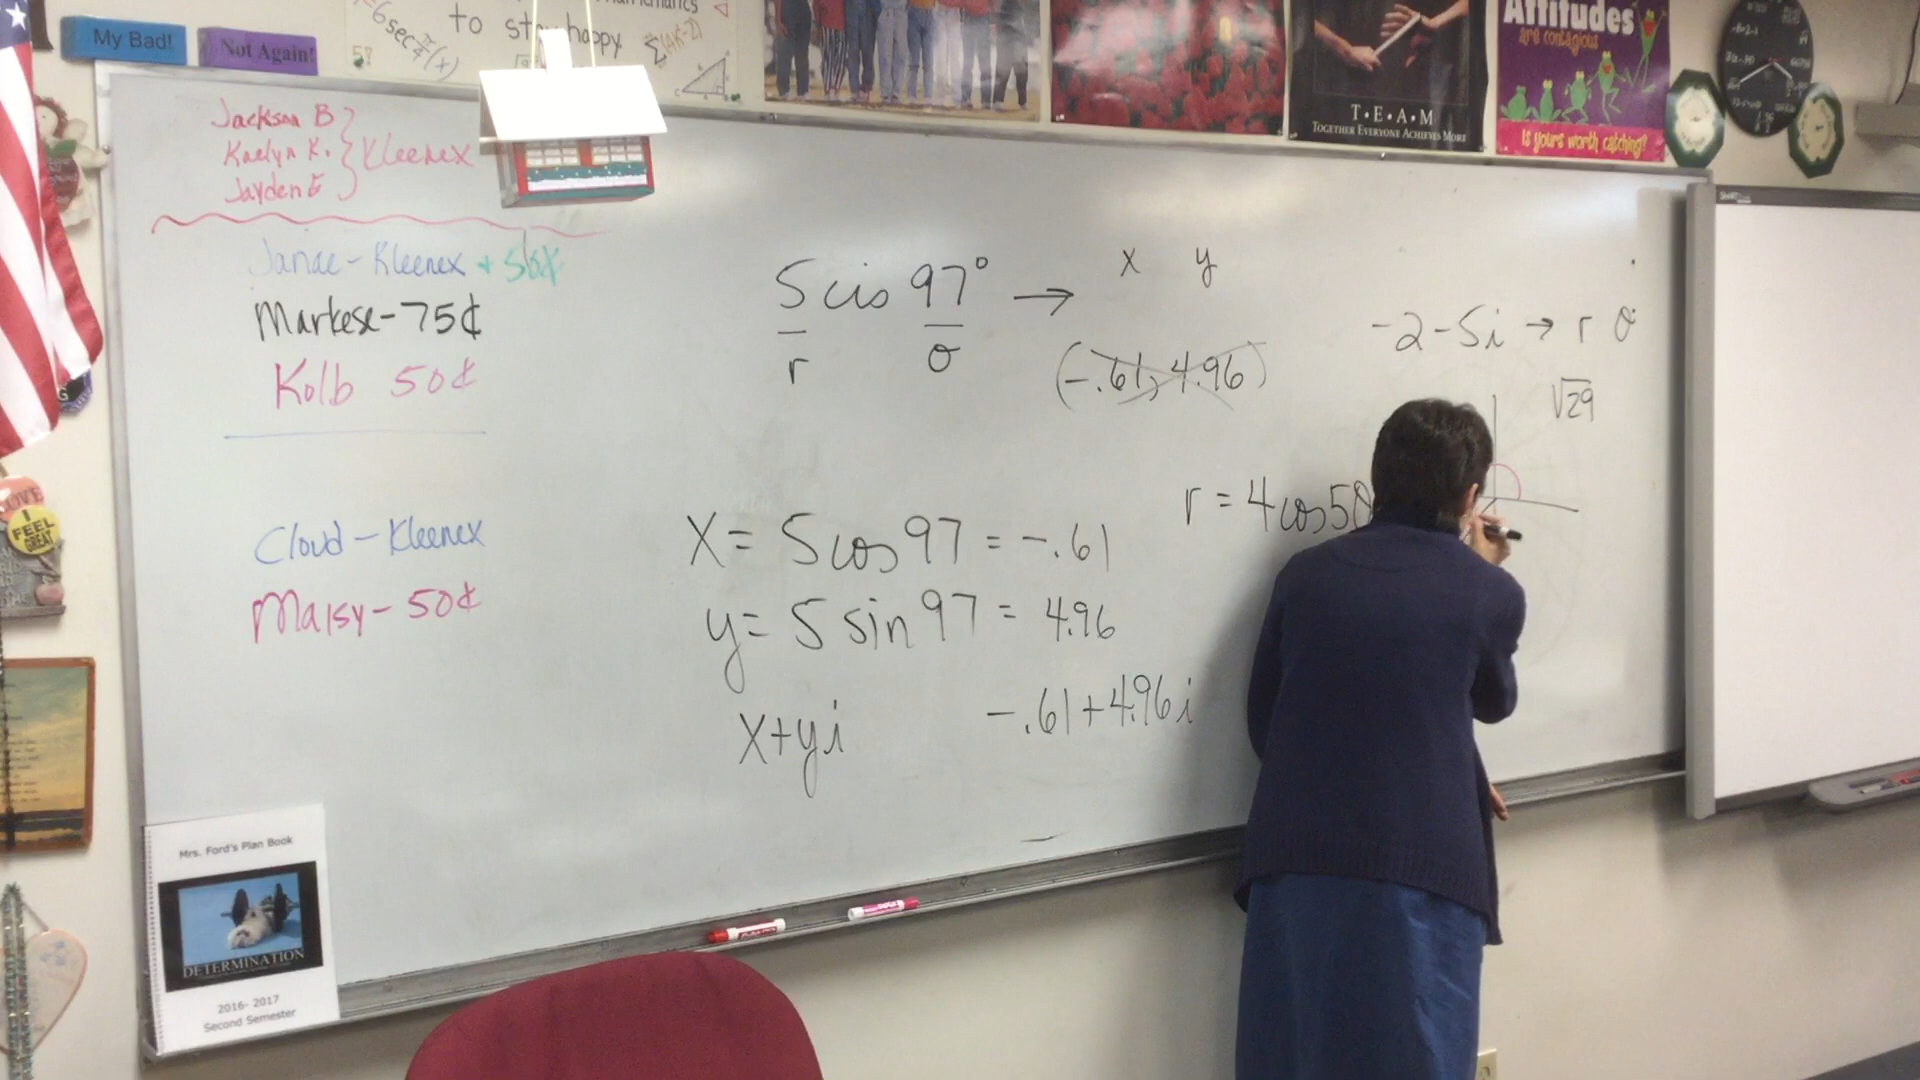 My Bad!
Not Again!
to stay happy
Jackson B
Kaelyn K.
Jayden E
Kleenex
Janae - Kleenex +
Markese - 75¢
Kolb 50¢
Cloud - Kleenex
Maisy - 50¢
5 cis 97° →
r θ
x y
(-.61, 4.96)
x = 5 cos 97 = -.61
y = 5 sin 97 = 4.96
x+yi
-.61+4.96i
r = 4 cos 5θ
-2-5i → r θ
√29
T•E•A•M
TOGETHER EVERYONE ACHIEVES MORE
Attitudes
are contagious
Is yours worth catching?
I
FEEL
GREAT
Mrs. Ford's Plan Book
DETERMINATION
2016- 2017
Second Semester